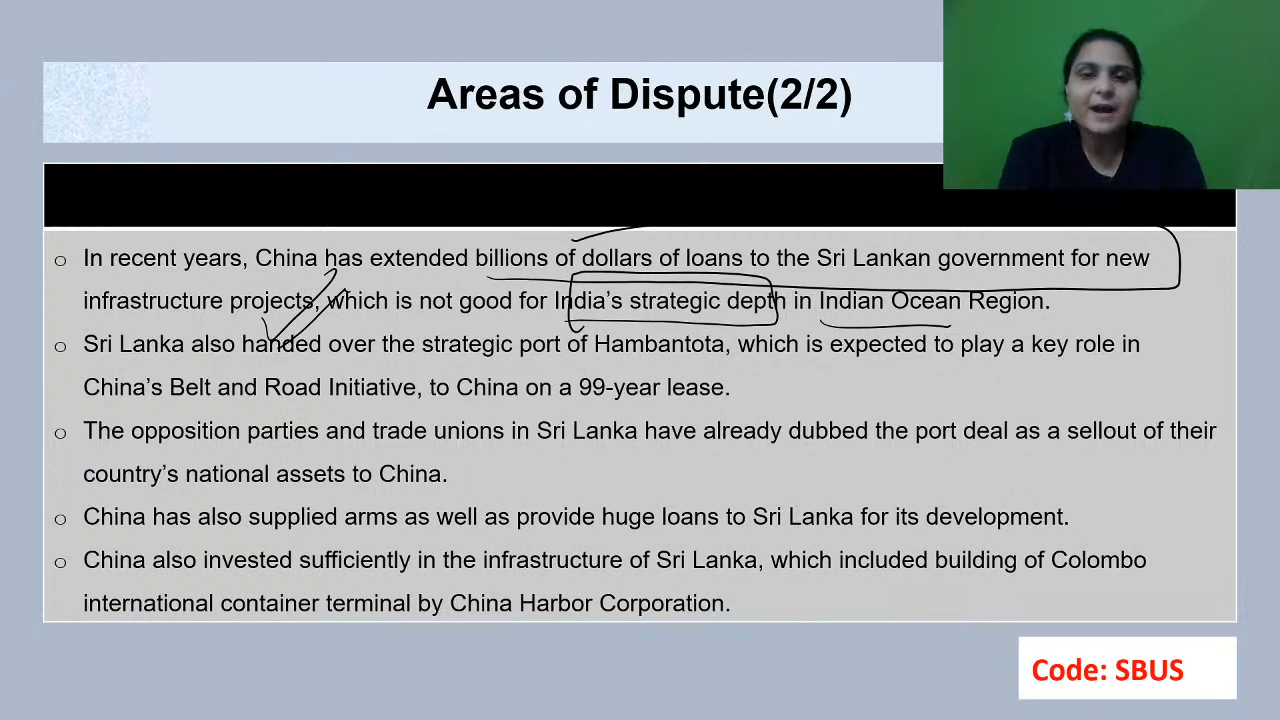 Areas of Dispute(2/2)
o In recent years, China has extended billions of dollars of loans to the Sri Lankan government for new
infrastructure projects, which is not good for India’s strategic depth in Indian Ocean Region.
o Sri Lanka also handed over the strategic port of Hambantota, which is expected to play a key role in
China’s Belt and Road Initiative, to China on a 99-year lease.
o The opposition parties and trade unions in Sri Lanka have already dubbed the port deal as a sellout of their
country’s national assets to China.
o China has also supplied arms as well as provide huge loans to Sri Lanka for its development.
o China also invested sufficiently in the infrastructure of Sri Lanka, which included building of Colombo
international container terminal by China Harbor Corporation.
Code: SBUS